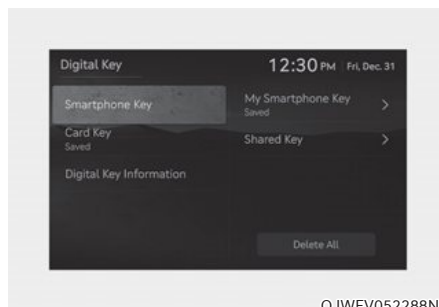 Digital Key
12:30 PM Fri, Dec. 31
Smartphone Key
My Smartphone Key
Saved
Card Key
Saved
Shared Key
Digital Key Information
Delete All
OJWEV052288N